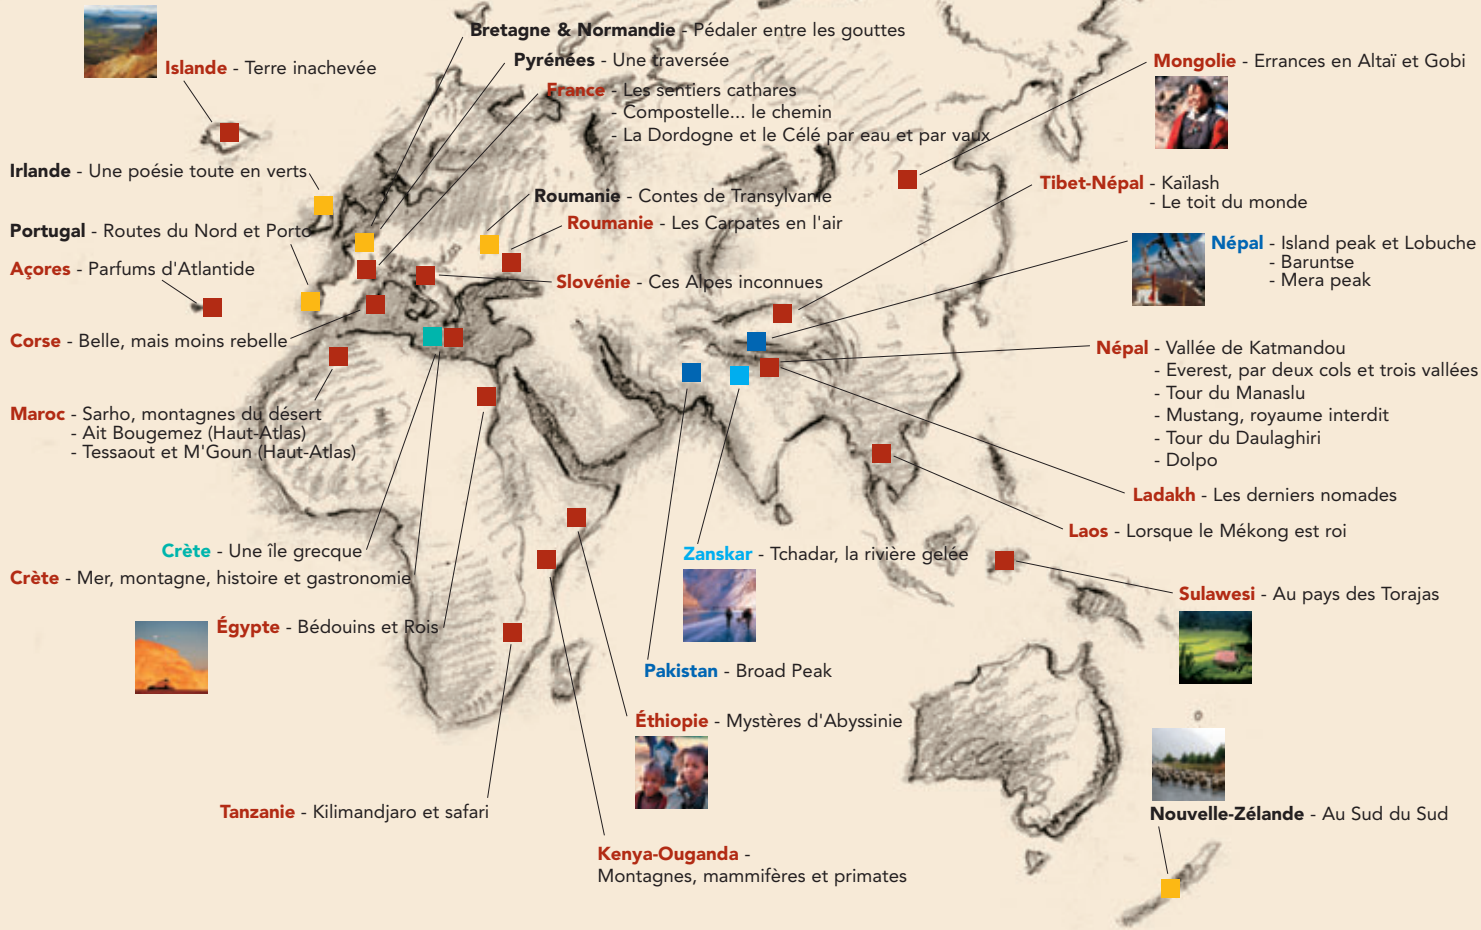 Bretagne & Normandie - Pédaler entre les gouttes
Pyrénées - Une traversée
Islande - Terre inachevée
France - Les sentiers cathares
- Compostelle... le chemin
- La Dordogne et le Célé par eau et par vaux
Mongolie - Errances en Altaï et Gobi
Irlande - Une poésie toute en verts
Tibet-Népal - Kaïlash
- Le toit du monde
Roumanie - Contes de Transylvanie
Roumanie - Les Carpates en l'air
Portugal - Routes du Nord et Porto
Népal - Island peak et Lobuche
- Baruntse
- Mera peak
Açores - Parfums d'Atlantide
Slovénie - Ces Alpes inconnues
Corse - Belle, mais moins rebelle
Népal - Vallée de Katmandou
- Everest, par deux cols et trois vallées
- Tour du Manaslu
- Mustang, royaume interdit
- Tour du Daulaghiri
- Dolpo
Maroc - Sarho, montagnes du désert
- Ait Bougemez (Haut-Atlas)
- Tessaout et M'Goun (Haut-Atlas)
Ladakh - Les derniers nomades
Laos - Lorsque le Mékong est roi
Crète - Une île grecque
Zanskar - Tchadar, la rivière gelée
Crète - Mer, montagne, histoire et gastronomie
Sulawesi - Au pays des Torajas
Égypte - Bédouins et Rois
Pakistan - Broad Peak
Éthiopie - Mystères d'Abyssinie
Tanzanie - Kilimandjaro et safari
Nouvelle-Zélande - Au Sud du Sud
Kenya-Ouganda -
Montagnes, mammifères et primates